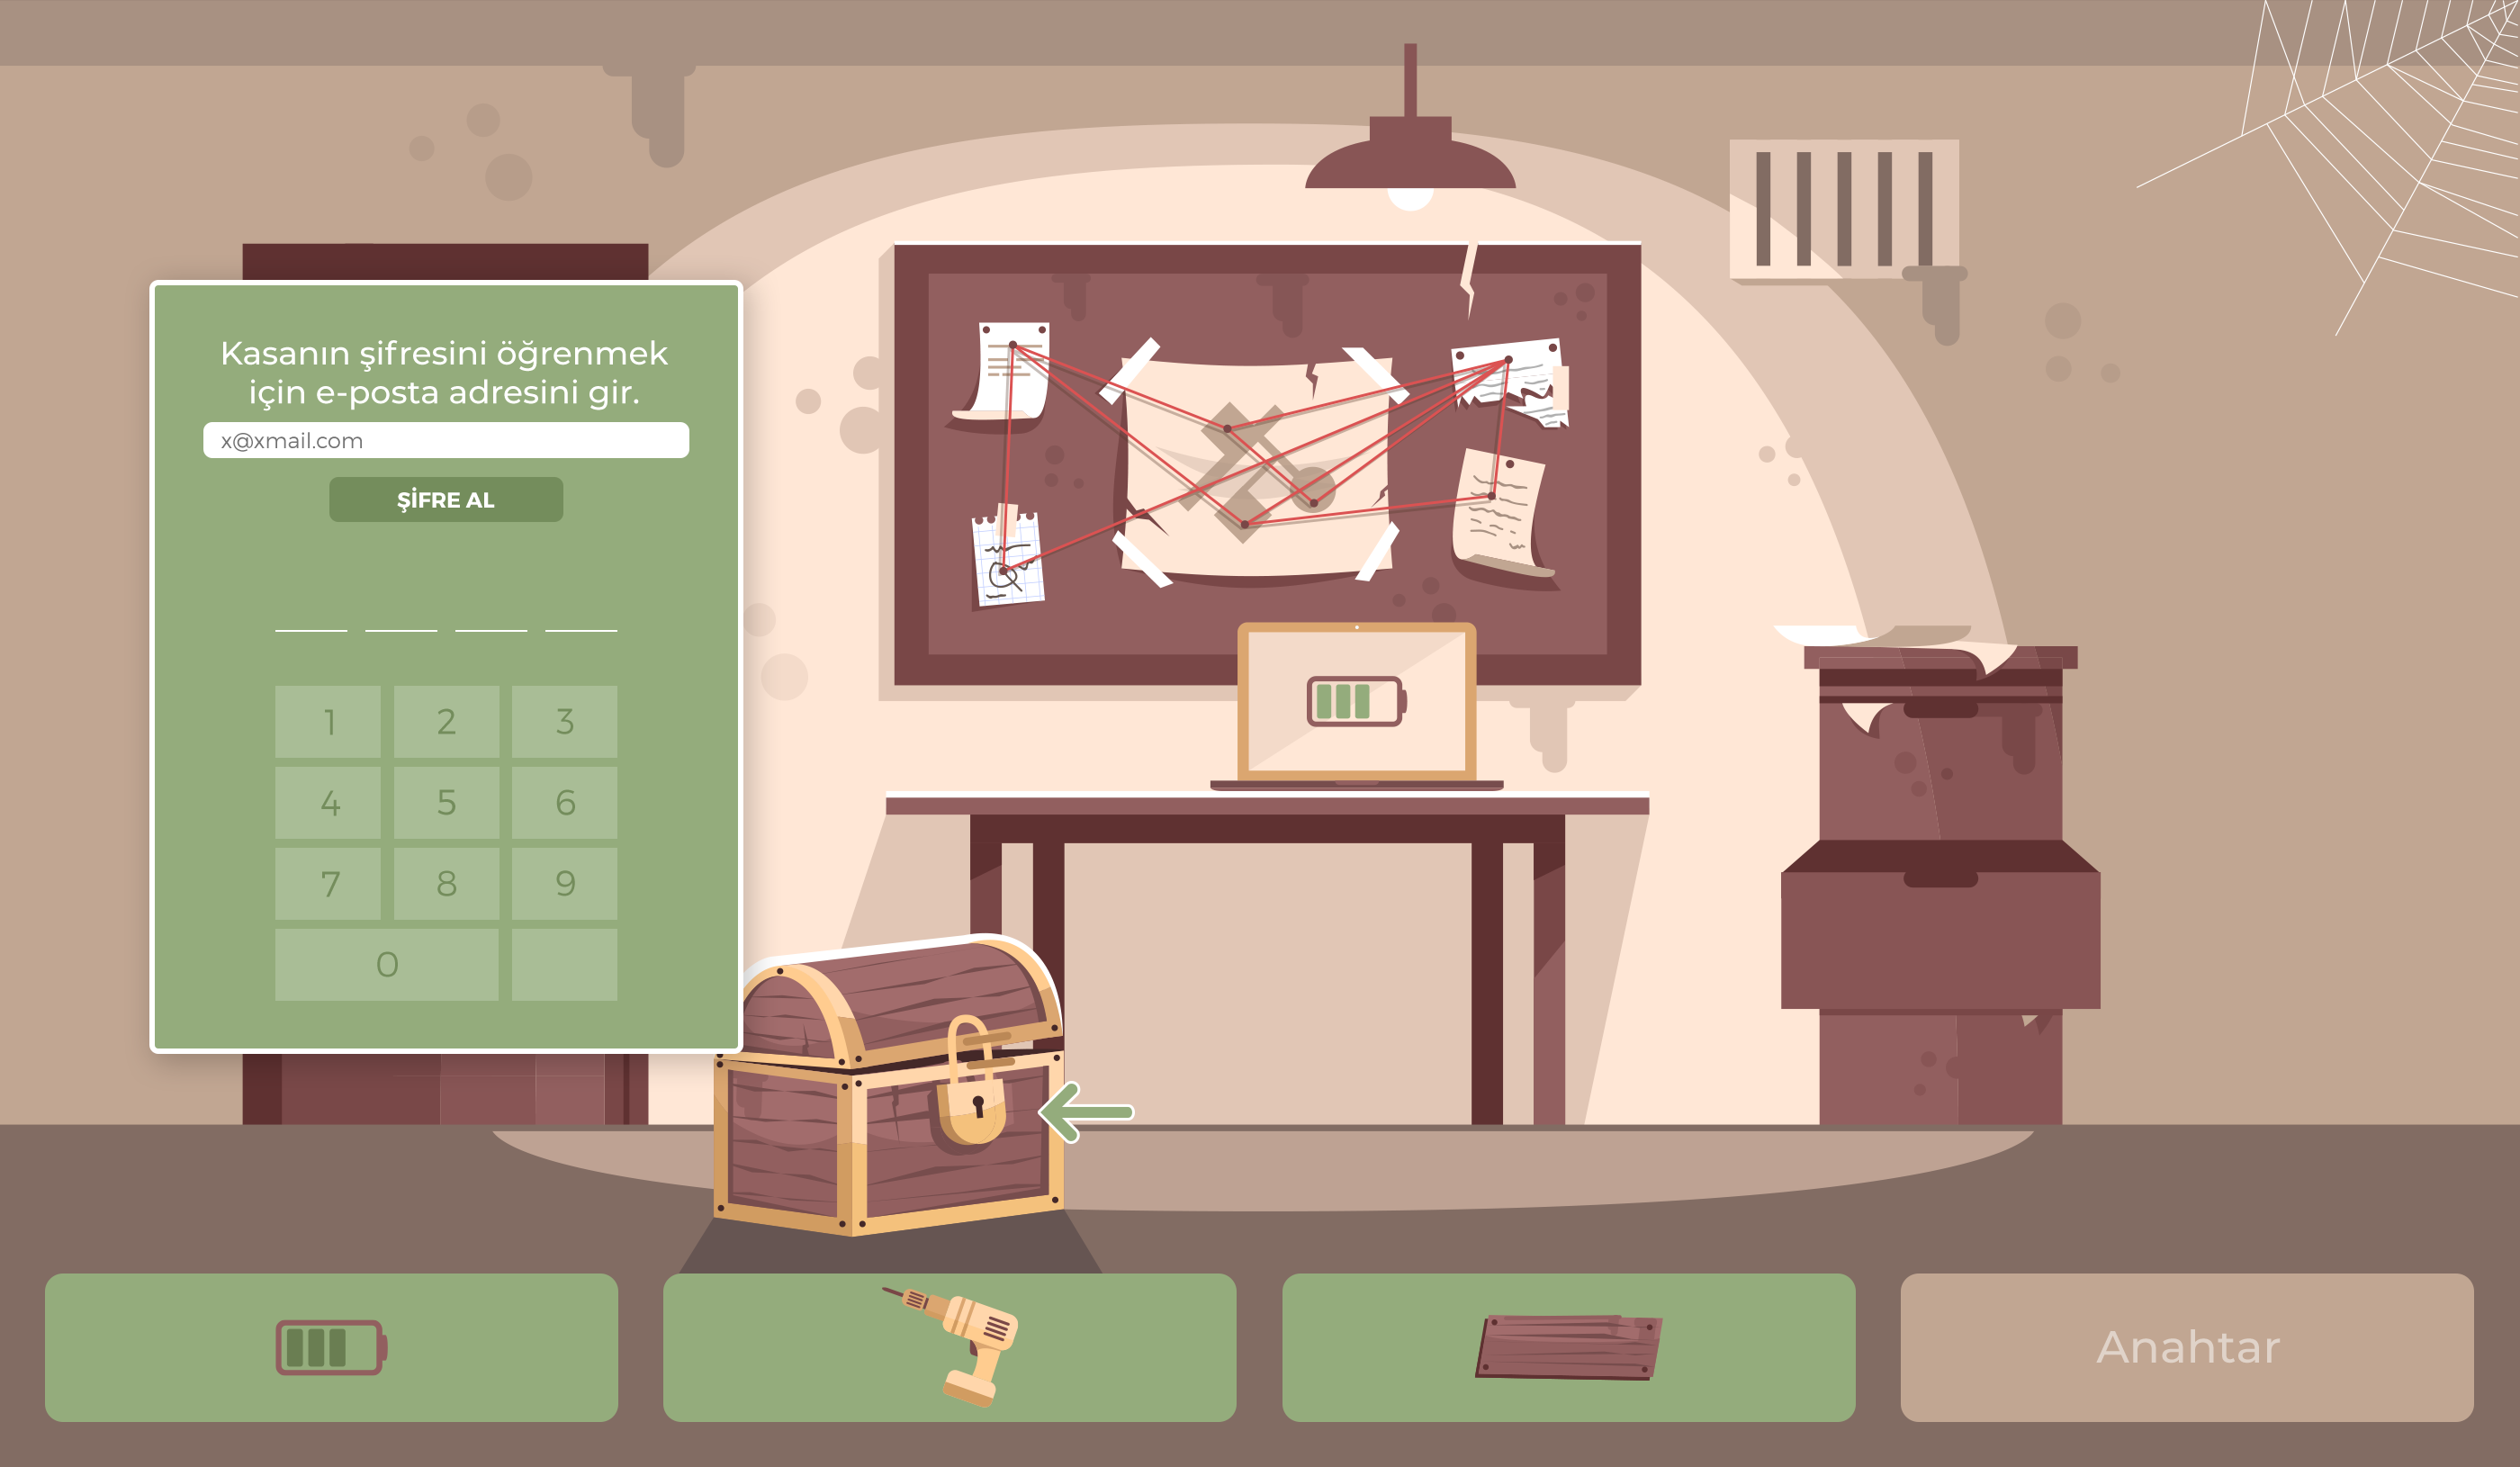 Kasanın şifresini öğrenmek
için e-posta adresini gir.
x@xmail.com
ŞİFRE AL
1 2 3
4 5 6
7 8 9
0
Anahtar